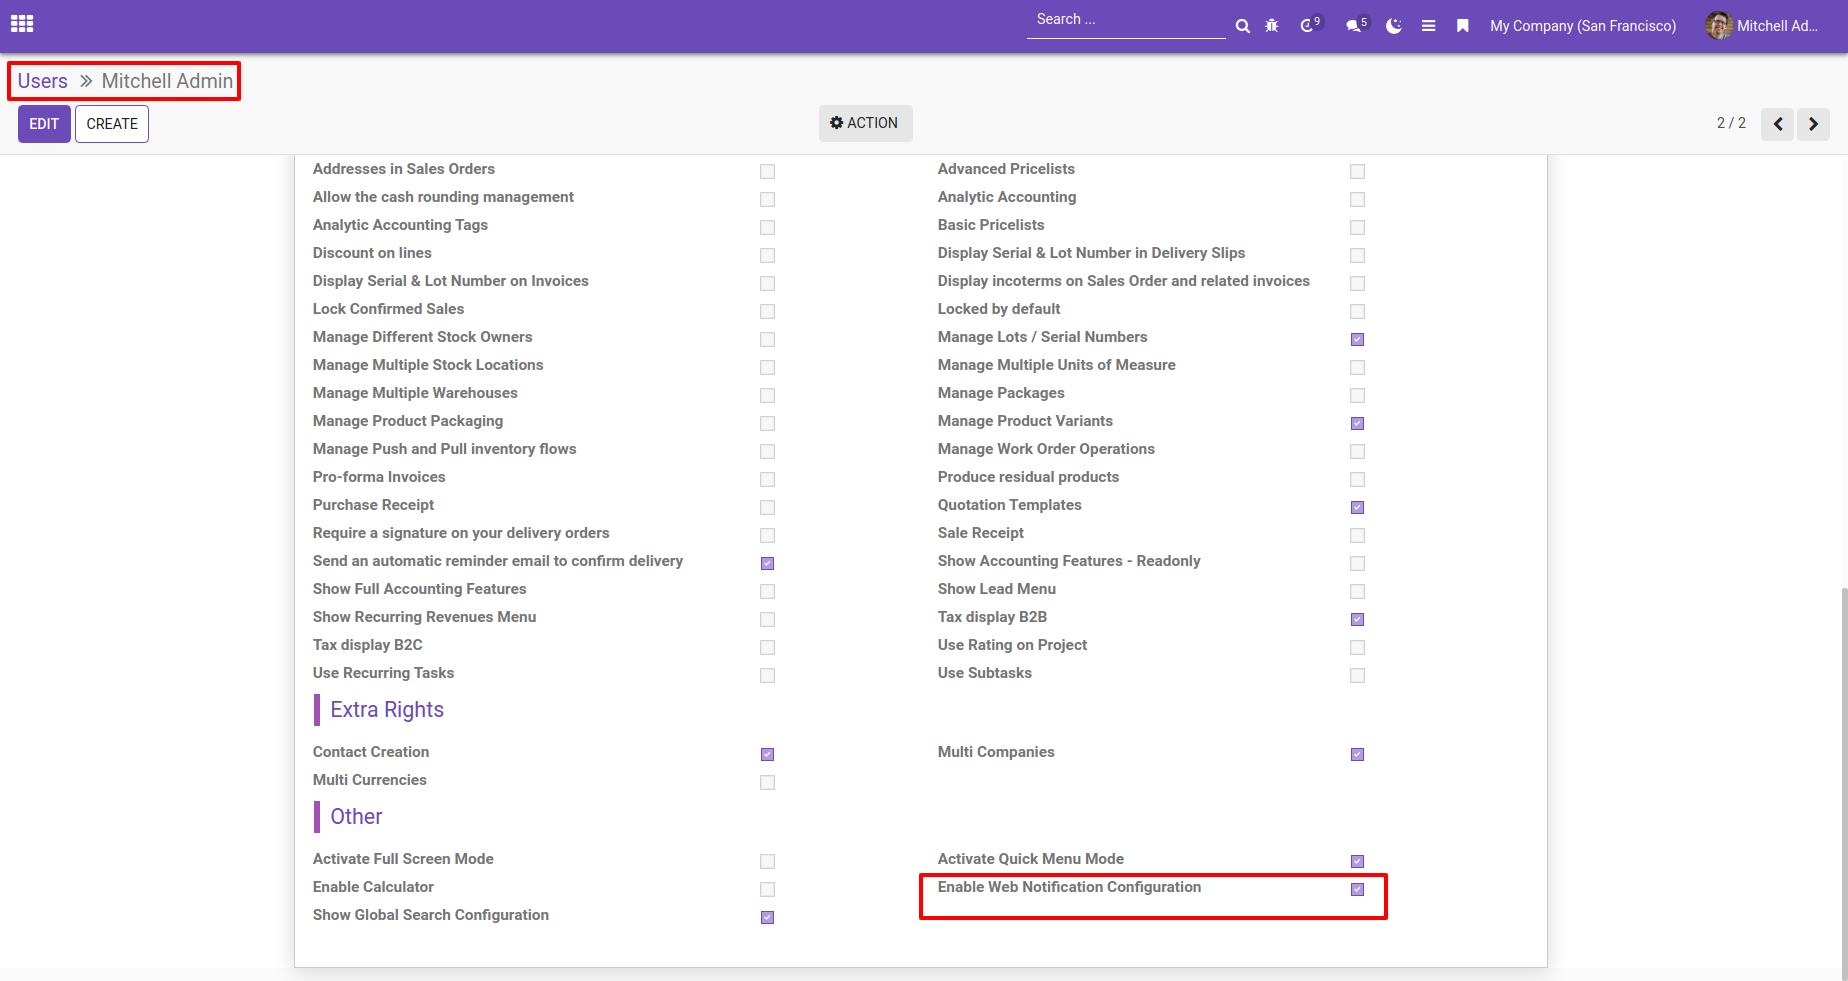 Search ...
9
5
My Company (San Francisco)
Mitchell Ad...
Users » Mitchell Admin
EDIT
CREATE
ACTION
2 / 2
Addresses in Sales Orders
Advanced Pricelists
Allow the cash rounding management
Analytic Accounting
Analytic Accounting Tags
Basic Pricelists
Discount on lines
Display Serial & Lot Number in Delivery Slips
Display Serial & Lot Number on Invoices
Display incoterms on Sales Order and related invoices
Lock Confirmed Sales
Locked by default
Manage Different Stock Owners
Manage Lots / Serial Numbers
Manage Multiple Stock Locations
Manage Multiple Units of Measure
Manage Multiple Warehouses
Manage Packages
Manage Product Packaging
Manage Product Variants
Manage Push and Pull inventory flows
Manage Work Order Operations
Pro-forma Invoices
Produce residual products
Purchase Receipt
Quotation Templates
Require a signature on your delivery orders
Sale Receipt
Send an automatic reminder email to confirm delivery
Show Accounting Features - Readonly
Show Full Accounting Features
Show Lead Menu
Show Recurring Revenues Menu
Tax display B2B
Tax display B2C
Use Rating on Project
Use Recurring Tasks
Use Subtasks
Extra Rights
Contact Creation
Multi Companies
Multi Currencies
Other
Activate Full Screen Mode
Activate Quick Menu Mode
Enable Calculator
Enable Web Notification Configuration
Show Global Search Configuration